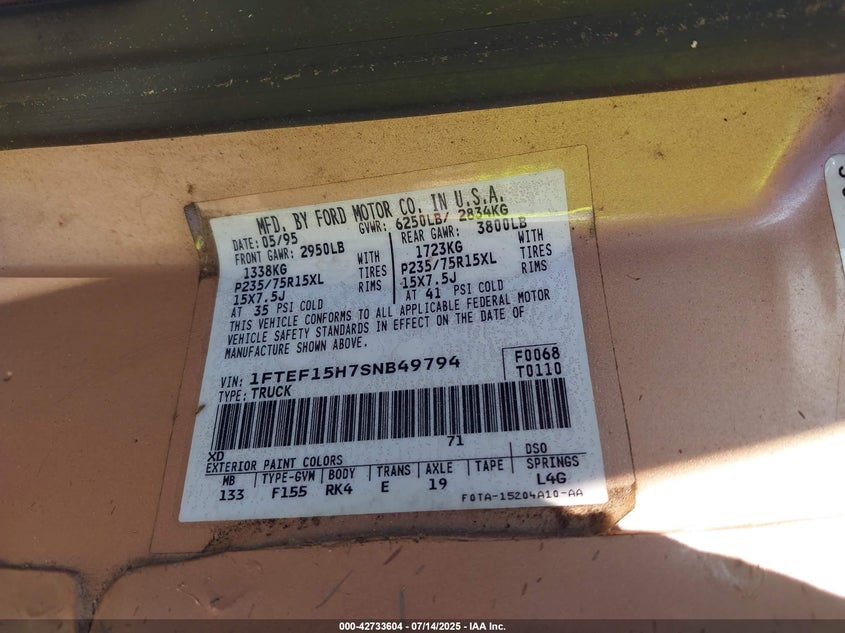 MFD. BY FORD MOTOR CO. IN U.S.A.
DATE: 05/95 GVWR: 6250LB/ 2834KG
FRONT GAWR: 2950LB REAR GAWR: 3800LB
1338KG WITH 1723KG WITH
P235/75R15XL TIRES P235/75R15XL TIRES
15X7.5J RIMS 15X7.5J RIMS
AT 35 PSI COLD AT 41 PSI COLD
THIS VEHICLE CONFORMS TO ALL APPLICABLE FEDERAL MOTOR
VEHICLE SAFETY STANDARDS IN EFFECT ON THE DATE OF
MANUFACTURE SHOWN ABOVE.
VIN: 1FTEF15H7SNB49794 F0068
TYPE: TRUCK T0110
XD 71
EXTERIOR PAINT COLORS DSO
MB TYPE-GVW BODY TRANS AXLE TAPE SPRINGS
133 F155 RK4 E 19 L4G
F0TA-15204A10-AA
000-42733604 | 07/14/2025 | IAA Inc.